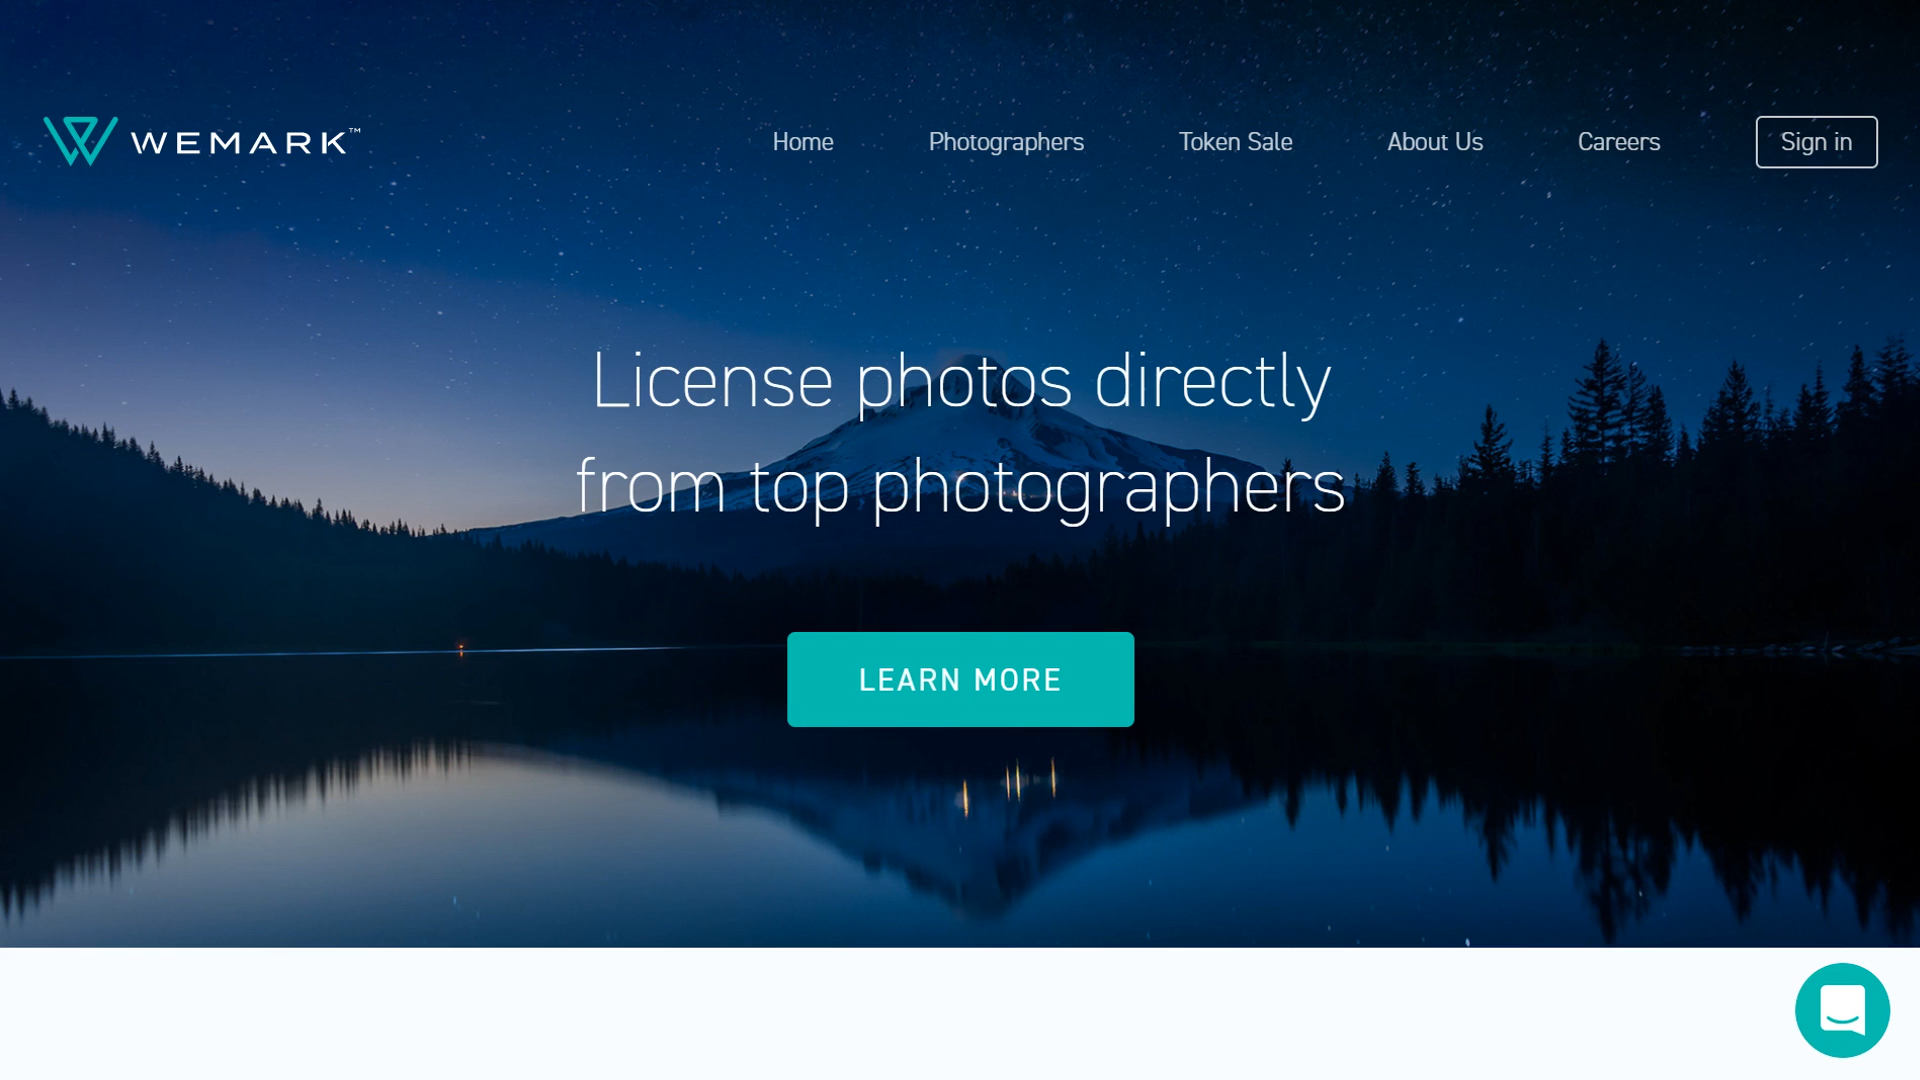 WEMARK™
Home
Photographers
Token Sale
About Us
Careers
Sign in
License photos directly
from top photographers
LEARN MORE